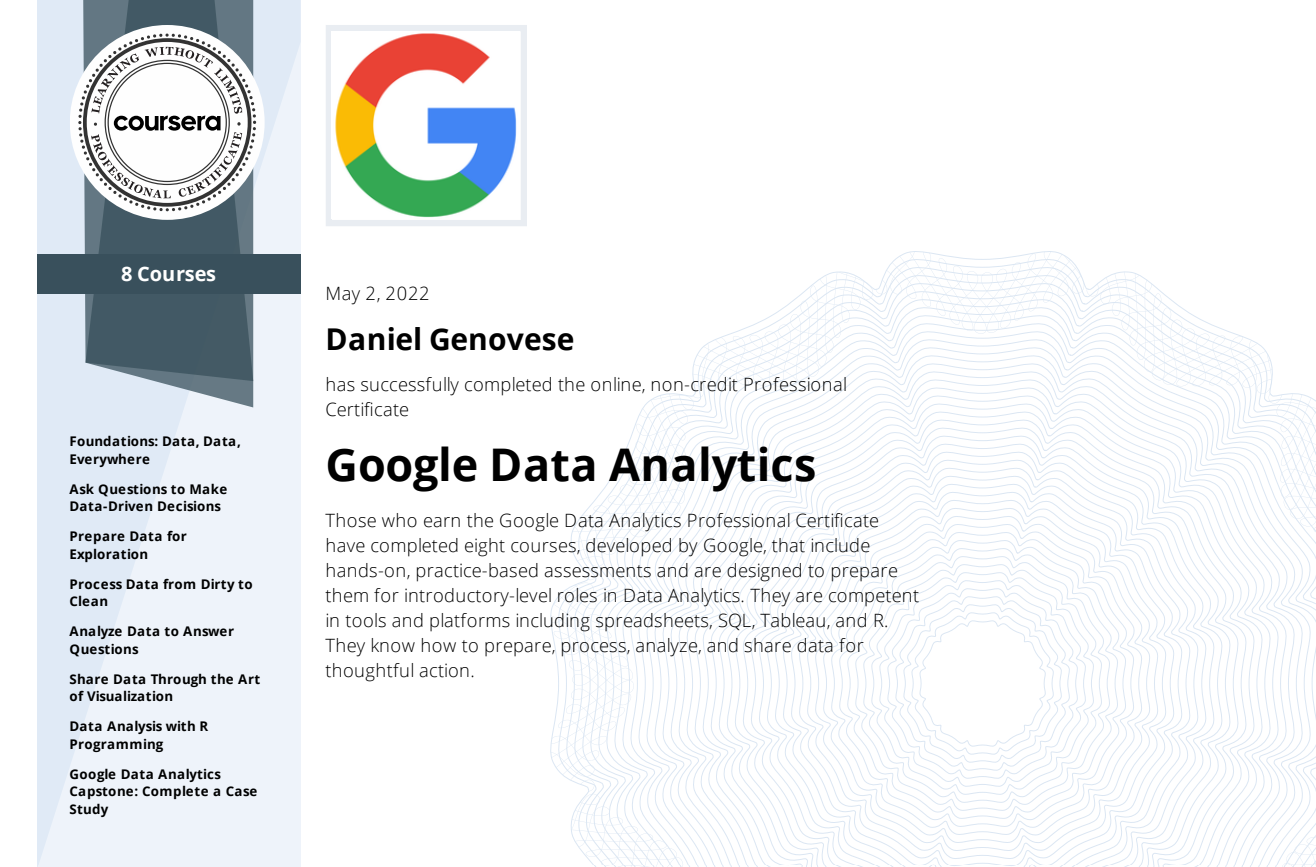 LEARNING WITHOUT LIMITS
coursera
PROFESSIONAL CERTIFICATE
8 Courses
Foundations: Data, Data,
Everywhere
Ask Questions to Make
Data-Driven Decisions
Prepare Data for
Exploration
Process Data from Dirty to
Clean
Analyze Data to Answer
Questions
Share Data Through the Art
of Visualization
Data Analysis with R
Programming
Google Data Analytics
Capstone: Complete a Case
Study
G
May 2, 2022
Daniel Genovese
has successfully completed the online, non-credit Professional
Certificate
Google Data Analytics
Those who earn the Google Data Analytics Professional Certificate
have completed eight courses, developed by Google, that include
hands-on, practice-based assessments and are designed to prepare
them for introductory-level roles in Data Analytics. They are competent
in tools and platforms including spreadsheets, SQL, Tableau, and R.
They know how to prepare, process, analyze, and share data for
thoughtful action.